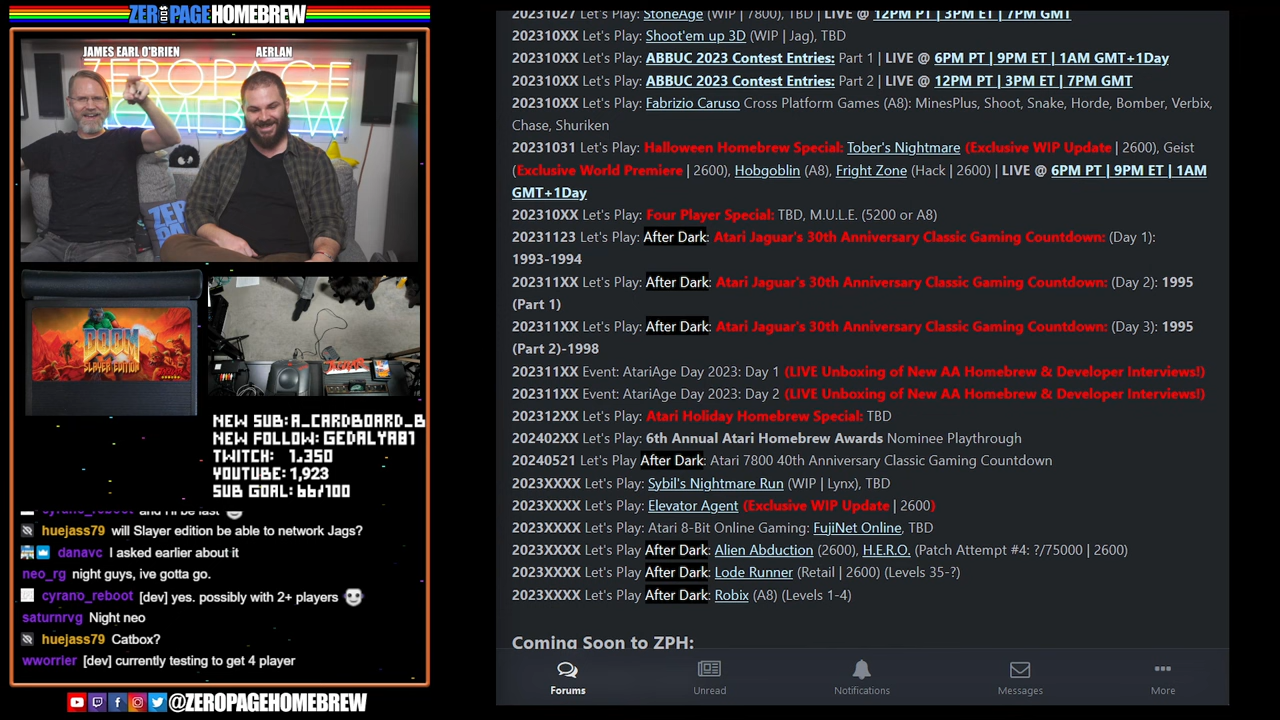 ZERO PAGE HOMEBREW
JAMES EARL O'BRIEN
AERLAN
ZEROPAGE
HOMEBREW
DOOM
SLAYER EDITION
NEW SUB: A_CARDBOARD_B
NEW FOLLOW: GEDALYA81
TWITCH: 1,350
YOUTUBE: 1,923
SUB GOAL: 66/100
cyrano_reboot and I'll be last
huejass79 will Slayer edition be able to network Jags?
danavc I asked earlier about it
neo_rg night guys, ive gotta go.
cyrano_reboot [dev] yes. possibly with 2+ players
saturnrvg Night neo
huejass79 Catbox?
wworrier [dev] currently testing to get 4 player
@ZEROPAGEHOMEBREW
20231027 Let's Play: StoneAge (WIP | 7800), TBD | LIVE @ 12PM PT | 3PM ET | 7PM GMT
202310XX Let's Play: Shoot'em up 3D (WIP | Jag), TBD
202310XX Let's Play: ABBUC 2023 Contest Entries: Part 1 | LIVE @ 6PM PT | 9PM ET | 1AM GMT+1Day
202310XX Let's Play: ABBUC 2023 Contest Entries: Part 2 | LIVE @ 12PM PT | 3PM ET | 7PM GMT
202310XX Let's Play: Fabrizio Caruso Cross Platform Games (A8): MinesPlus, Shoot, Snake, Horde, Bomber, Verbix,
Chase, Shuriken
20231031 Let's Play: Halloween Homebrew Special: Tober's Nightmare (Exclusive WIP Update | 2600), Geist
(Exclusive World Premiere | 2600), Hobgoblin (A8), Fright Zone (Hack | 2600) | LIVE @ 6PM PT | 9PM ET | 1AM
GMT+1Day
202310XX Let's Play: Four Player Special: TBD, M.U.L.E. (5200 or A8)
20231123 Let's Play: After Dark: Atari Jaguar's 30th Anniversary Classic Gaming Countdown: (Day 1):
1993-1994
202311XX Let's Play: After Dark: Atari Jaguar's 30th Anniversary Classic Gaming Countdown: (Day 2): 1995
(Part 1)
202311XX Let's Play: After Dark: Atari Jaguar's 30th Anniversary Classic Gaming Countdown: (Day 3): 1995
(Part 2)-1998
202311XX Event: AtariAge Day 2023: Day 1 (LIVE Unboxing of New AA Homebrew & Developer Interviews!)
202311XX Event: AtariAge Day 2023: Day 2 (LIVE Unboxing of New AA Homebrew & Developer Interviews!)
202312XX Let's Play: Atari Holiday Homebrew Special: TBD
202402XX Let's Play: 6th Annual Atari Homebrew Awards Nominee Playthrough
20240521 Let's Play After Dark: Atari 7800 40th Anniversary Classic Gaming Countdown
2023XXXX Let's Play: Sybil's Nightmare Run (WIP | Lynx), TBD
2023XXXX Let's Play: Elevator Agent (Exclusive WIP Update | 2600)
2023XXXX Let's Play: Atari 8-Bit Online Gaming: FujiNet Online, TBD
2023XXXX Let's Play After Dark: Alien Abduction (2600), H.E.R.O. (Patch Attempt #4: ?/75000 | 2600)
2023XXXX Let's Play After Dark: Lode Runner (Retail | 2600) (Levels 35-?)
2023XXXX Let's Play After Dark: Robix (A8) (Levels 1-4)
Coming Soon to ZPH:
Forums
Unread
Notifications
Messages
More